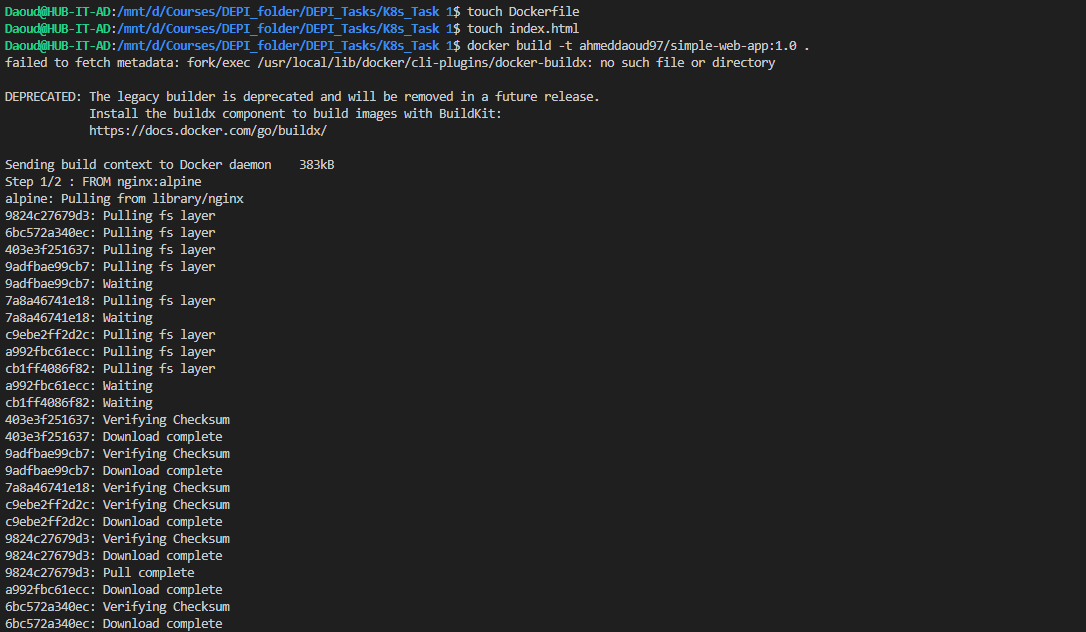 Daoud@HUB-IT-AD:/mnt/d/Courses/DEPI_folder/DEPI_Tasks/K8s_Task 1$ touch Dockerfile
Daoud@HUB-IT-AD:/mnt/d/Courses/DEPI_folder/DEPI_Tasks/K8s_Task 1$ touch index.html
Daoud@HUB-IT-AD:/mnt/d/Courses/DEPI_folder/DEPI_Tasks/K8s_Task 1$ docker build -t ahmeddaoud97/simple-web-app:1.0 .
failed to fetch metadata: fork/exec /usr/local/lib/docker/cli-plugins/docker-buildx: no such file or directory
DEPRECATED: The legacy builder is deprecated and will be removed in a future release.
Install the buildx component to build images with BuildKit:
https://docs.docker.com/go/buildx/
Sending build context to Docker daemon    383kB
Step 1/2 : FROM nginx:alpine
alpine: Pulling from library/nginx
9824c27679d3: Pulling fs layer
6bc572a340ec: Pulling fs layer
403e3f251637: Pulling fs layer
9adfbae99cb7: Pulling fs layer
9adfbae99cb7: Waiting
7a8a46741e18: Pulling fs layer
7a8a46741e18: Waiting
c9ebe2ff2d2c: Pulling fs layer
a992fbc61ecc: Pulling fs layer
cb1ff4086f82: Pulling fs layer
a992fbc61ecc: Waiting
cb1ff4086f82: Waiting
403e3f251637: Verifying Checksum
403e3f251637: Download complete
9adfbae99cb7: Verifying Checksum
9adfbae99cb7: Download complete
7a8a46741e18: Verifying Checksum
c9ebe2ff2d2c: Verifying Checksum
c9ebe2ff2d2c: Download complete
9824c27679d3: Verifying Checksum
9824c27679d3: Download complete
9824c27679d3: Pull complete
a992fbc61ecc: Download complete
6bc572a340ec: Verifying Checksum
6bc572a340ec: Download complete